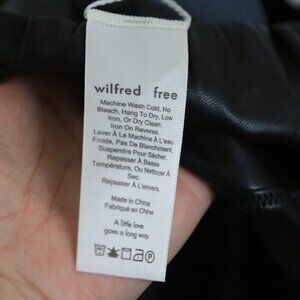 wilfred free
Machine Wash Cold, No
Bleach, Hang To Dry, Low
Iron, Or Dry Clean.
Iron On Reverse.
Laver À La Machine À L'eau
Froide, Pas De Blanchiment,
Suspendre Pour Sécher,
Repasser À Basse
Température, Ou Nettoyer À
Sec.
Repasser À L'envers.
Made in China
Fabriqué en Chine
A little love
goes a long way.